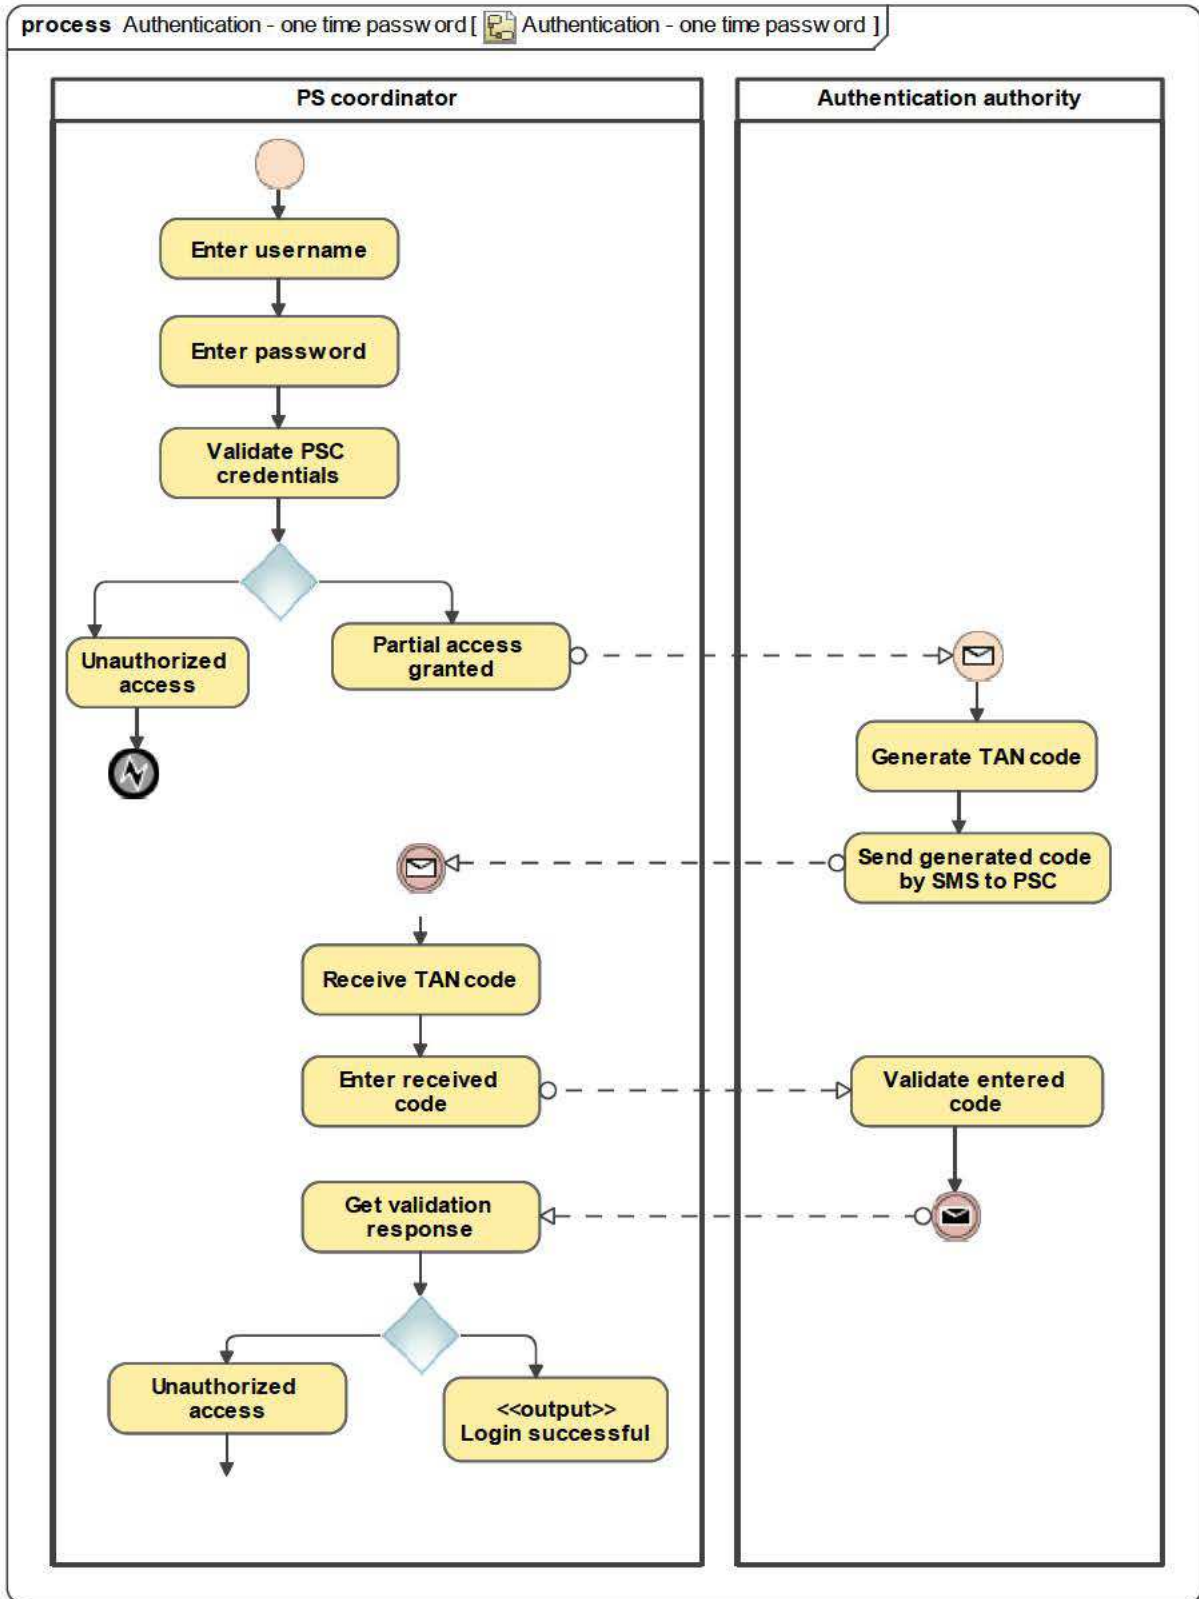 process Authentication - one time password [ Authentication - one time password ]
PS coordinator
Authentication authority
Enter username
Enter password
Validate PSC
credentials
Unauthorized
access
Partial access
granted
Generate TAN code
Send generated code
by SMS to PSC
Receive TAN code
Enter received
code
Validate entered
code
Get validation
response
Unauthorized
access
<<output>>
Login successful